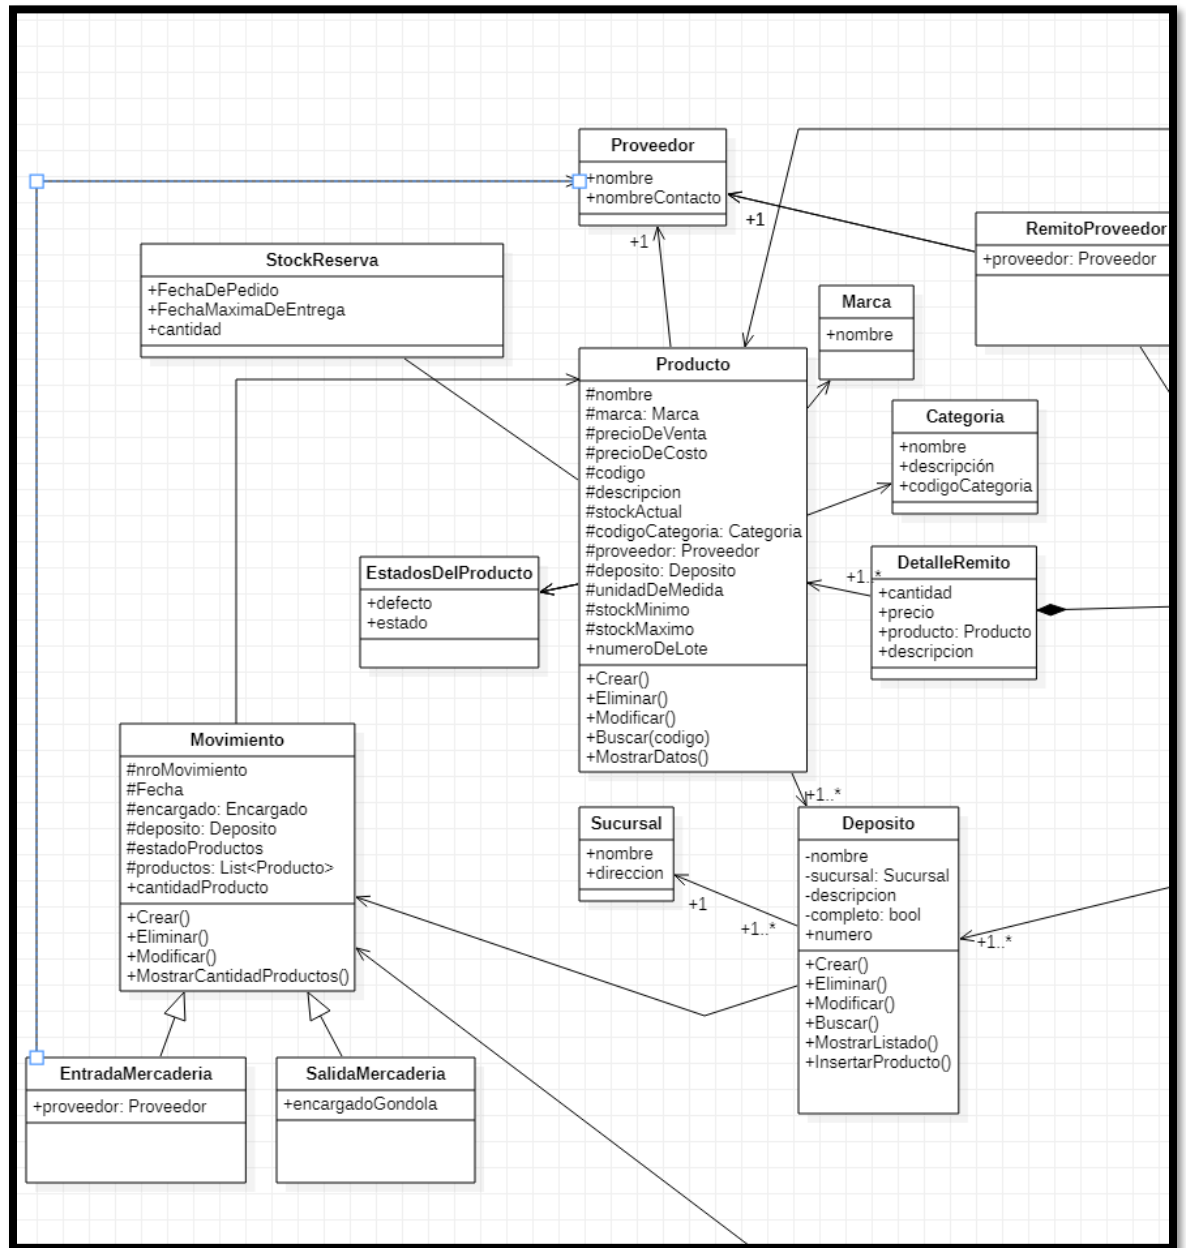 Proveedor
+nombre
+nombreContacto
+1
+1
RemitoProveedor
+proveedor: Proveedor
StockReserva
+FechaDePedido
+FechaMaximaDeEntrega
+cantidad
Marca
+nombre
Producto
#nombre
#marca: Marca
#precioDeVenta
#precioDeCosto
#codigo
#descripcion
#stockActual
#codigoCategoria: Categoria
#proveedor: Proveedor
#deposito: Deposito
#unidadDeMedida
#stockMinimo
#stockMaximo
+numeroDeLote
+Crear()
+Eliminar()
+Modificar()
+Buscar(codigo)
+MostrarDatos()
Categoria
+nombre
+descripción
+codigoCategoria
EstadosDelProducto
+defecto
+estado
+1..*
DetalleRemito
+cantidad
+precio
+producto: Producto
+descripcion
Movimiento
#nroMovimiento
#Fecha
#encargado: Encargado
#deposito: Deposito
#estadoProductos
#productos: List<Producto>
+cantidadProducto
+Crear()
+Eliminar()
+Modificar()
+MostrarCantidadProductos()
+1..*
Sucursal
+nombre
+direccion
+1
+1..*
Deposito
-nombre
-sucursal: Sucursal
-descripcion
-completo: bool
+numero
+Crear()
+Eliminar()
+Modificar()
+Buscar()
+MostrarListado()
+InsertarProducto()
+1..*
EntradaMercaderia
+proveedor: Proveedor
SalidaMercaderia
+encargadoGondola